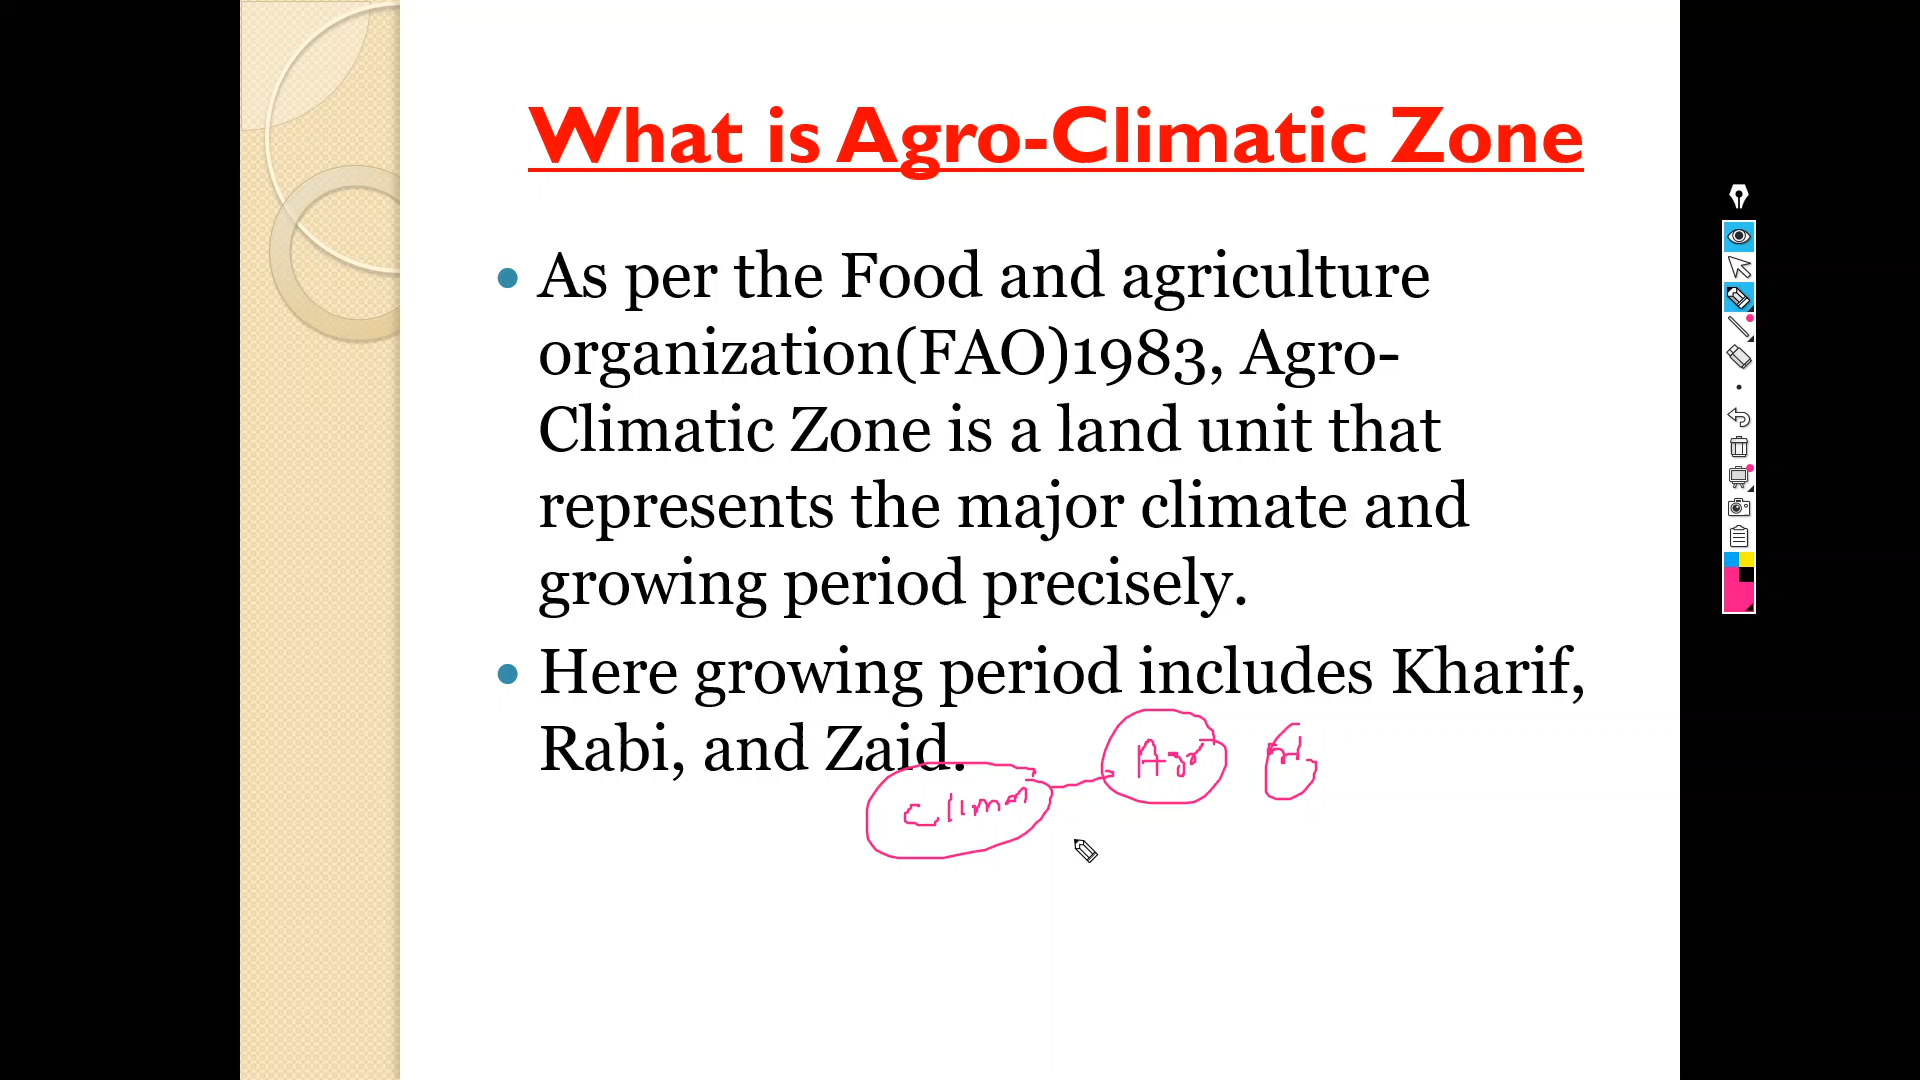 What is Agro-Climatic Zone
As per the Food and agriculture
organization(FAO)1983, Agro-
Climatic Zone is a land unit that
represents the major climate and
growing period precisely.
Here growing period includes Kharif,
Rabi, and Zaid.
Agr